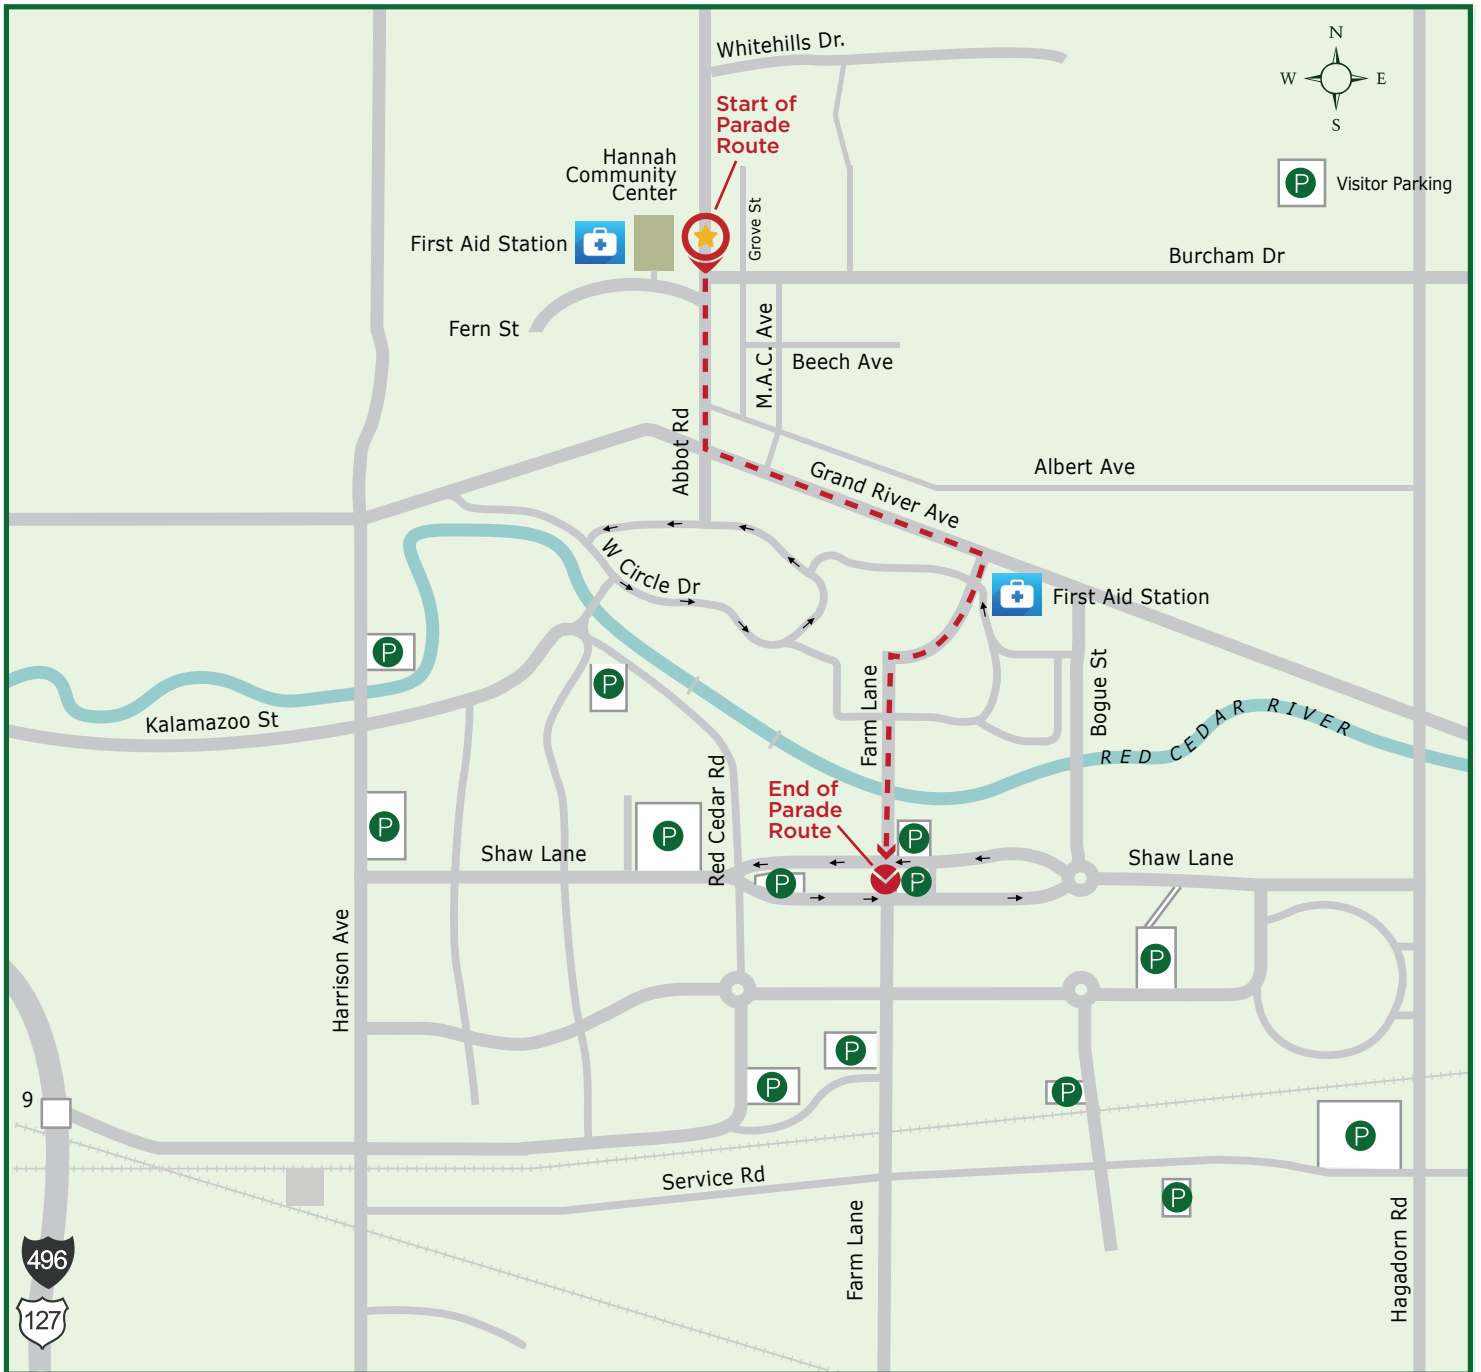 Whitehills Dr.
N
W
E
S
Start of
Parade
Route
Hannah
Community
Center
P
Visitor Parking
Grove St
First Aid Station
Burcham Dr
Fern St
M.A.C. Ave
Beech Ave
Abbot Rd
Grand River Ave
Albert Ave
W Circle Dr
First Aid Station
P
P
Bogue St
Farm Lane
Kalamazoo St
RED CEDAR RIVER
Red Cedar Rd
End of
Parade
Route
P
P
P
Shaw Lane
Shaw Lane
P
P
Harrison Ave
P
P
P
P
9
P
Service Rd
P
Farm Lane
Hagadorn Rd
496
127